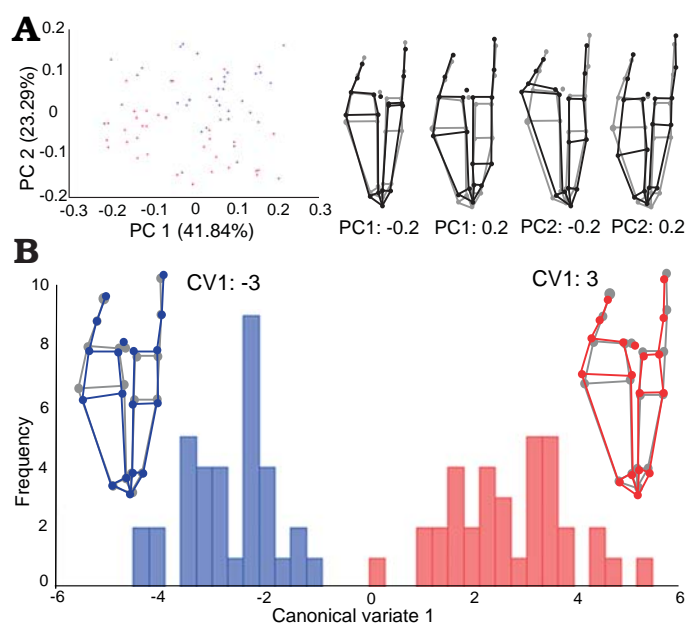 A
0.2
0.1
0
-0.1
-0.2
PC 2 (23.29%)
-0.3
-0.2
-0.1
0
0.1
0.2
0.3
PC 1 (41.84%)
PC1: -0.2
PC1: 0.2
PC2: -0.2
PC2: 0.2
B
CV1: -3
CV1: 3
10
8
6
4
2
0
Frequency
-6
-4
-2
0
2
4
6
Canonical variate 1